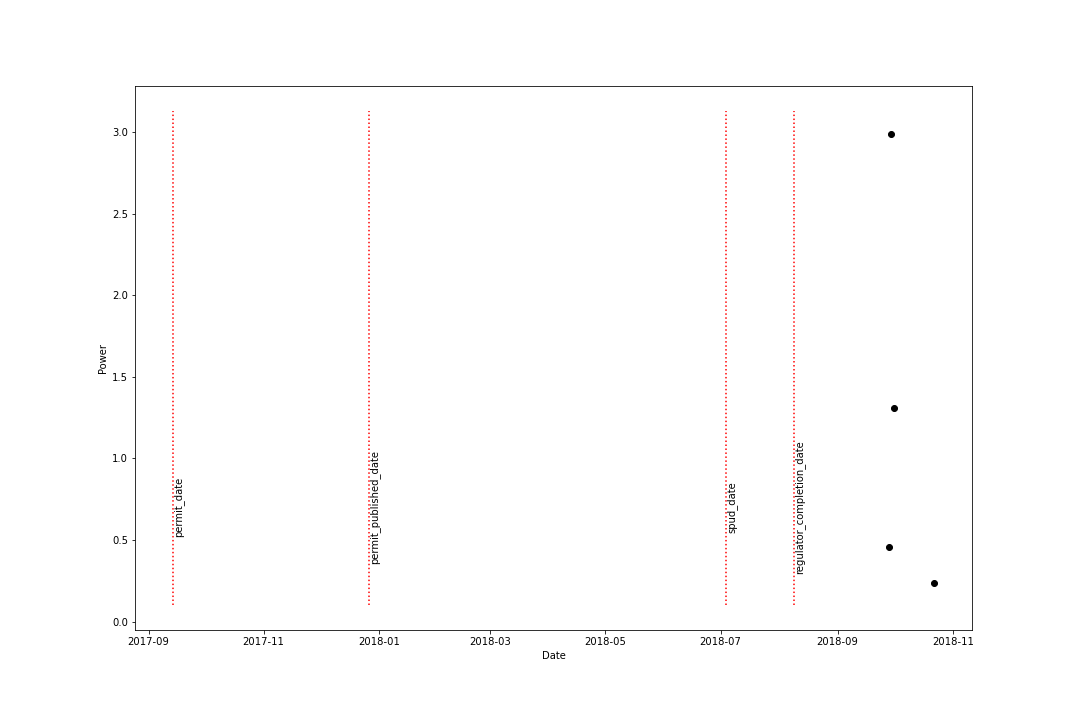 3.0
2.5
2.0
1.5
1.0
0.5
0.0
Power
permit_date
permit_published_date
spud_date
regulator_completion_date
2017-09
2017-11
2018-01
2018-03
2018-05
2018-07
2018-09
2018-11
Date